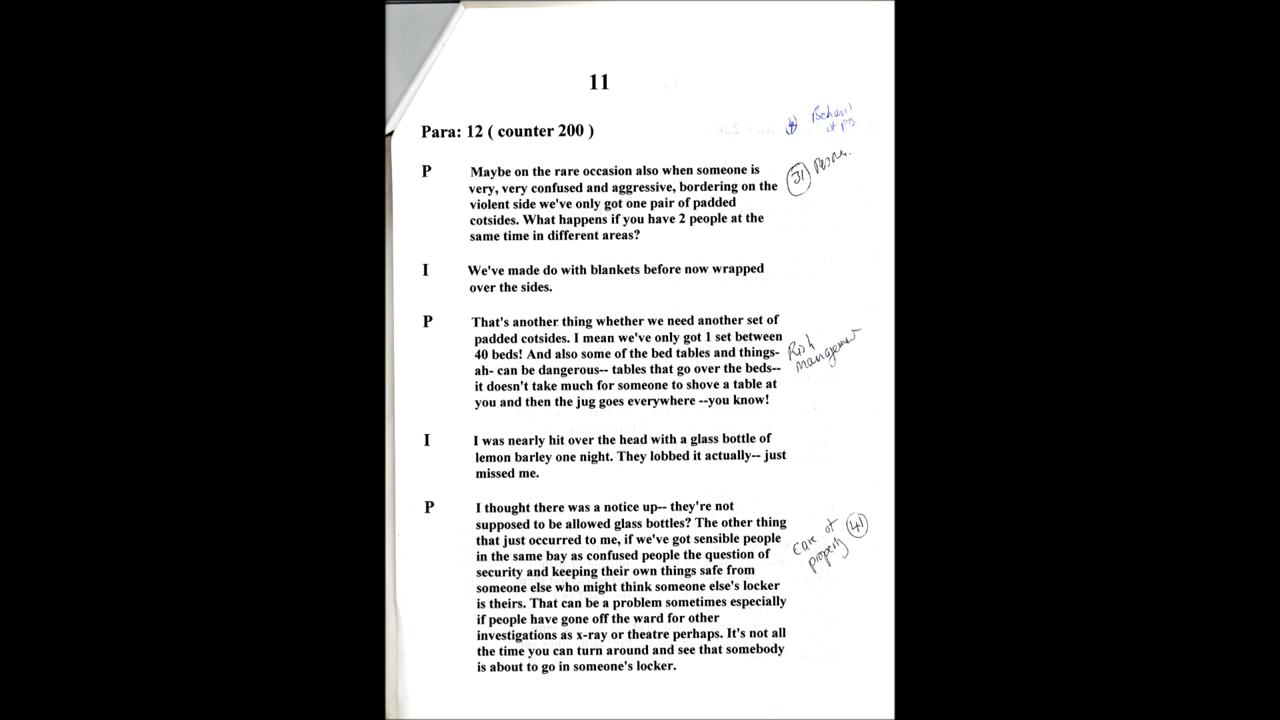 11
Para: 12 ( counter 200 )
P Maybe on the rare occasion also when someone is
very, very confused and aggressive, bordering on the
violent side we've only got one pair of padded
cotsides. What happens if you have 2 people at the
same time in different areas?
31
I We've made do with blankets before now wrapped
over the sides.
P That's another thing whether we need another set of
padded cotsides. I mean we've only got 1 set between
40 beds! And also some of the bed tables and things-
ah- can be dangerous-- tables that go over the beds--
it doesn't take much for someone to shove a table at
you and then the jug goes everywhere --you know!
Risk
management
I I was nearly hit over the head with a glass bottle of
lemon barley one night. They lobbed it actually-- just
missed me.
P I thought there was a notice up-- they're not
supposed to be allowed glass bottles? The other thing
that just occurred to me, if we've got sensible people
in the same bay as confused people the question of
security and keeping their own things safe from
someone else who might think someone else's locker
is theirs. That can be a problem sometimes especially
if people have gone off the ward for other
investigations as x-ray or theatre perhaps. It's not all
the time you can turn around and see that somebody
is about to go in someone's locker.
Care of
property 41